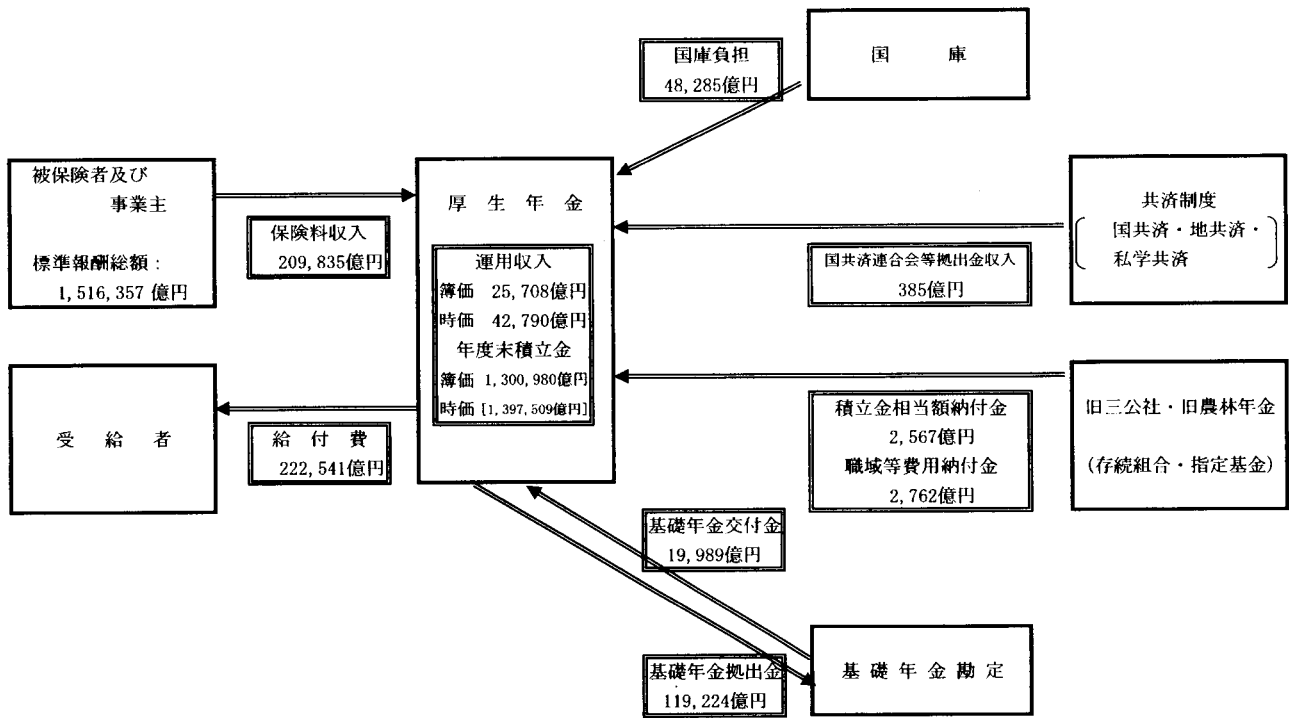 国庫負担
48,285億円
国庫
被保険者及び
事業主
標準報酬総額：
1,516,357億円
保険料収入
209,835億円
厚生年金
運用収入
簿価 25,708億円
時価 42,790億円
年度末積立金
簿価 1,300,980億円
時価 [1,397,509億円]
共済制度
国共済・地共済・
私学共済
国共済連合会等拠出金収入
385億円
受給者
給付費
222,541億円
積立金相当額納付金
2,567億円
職域等費用納付金
2,762億円
旧三公社・旧農林年金
(存続組合・指定基金)
基礎年金交付金
19,989億円
基礎年金拠出金
119,224億円
基礎年金勘定